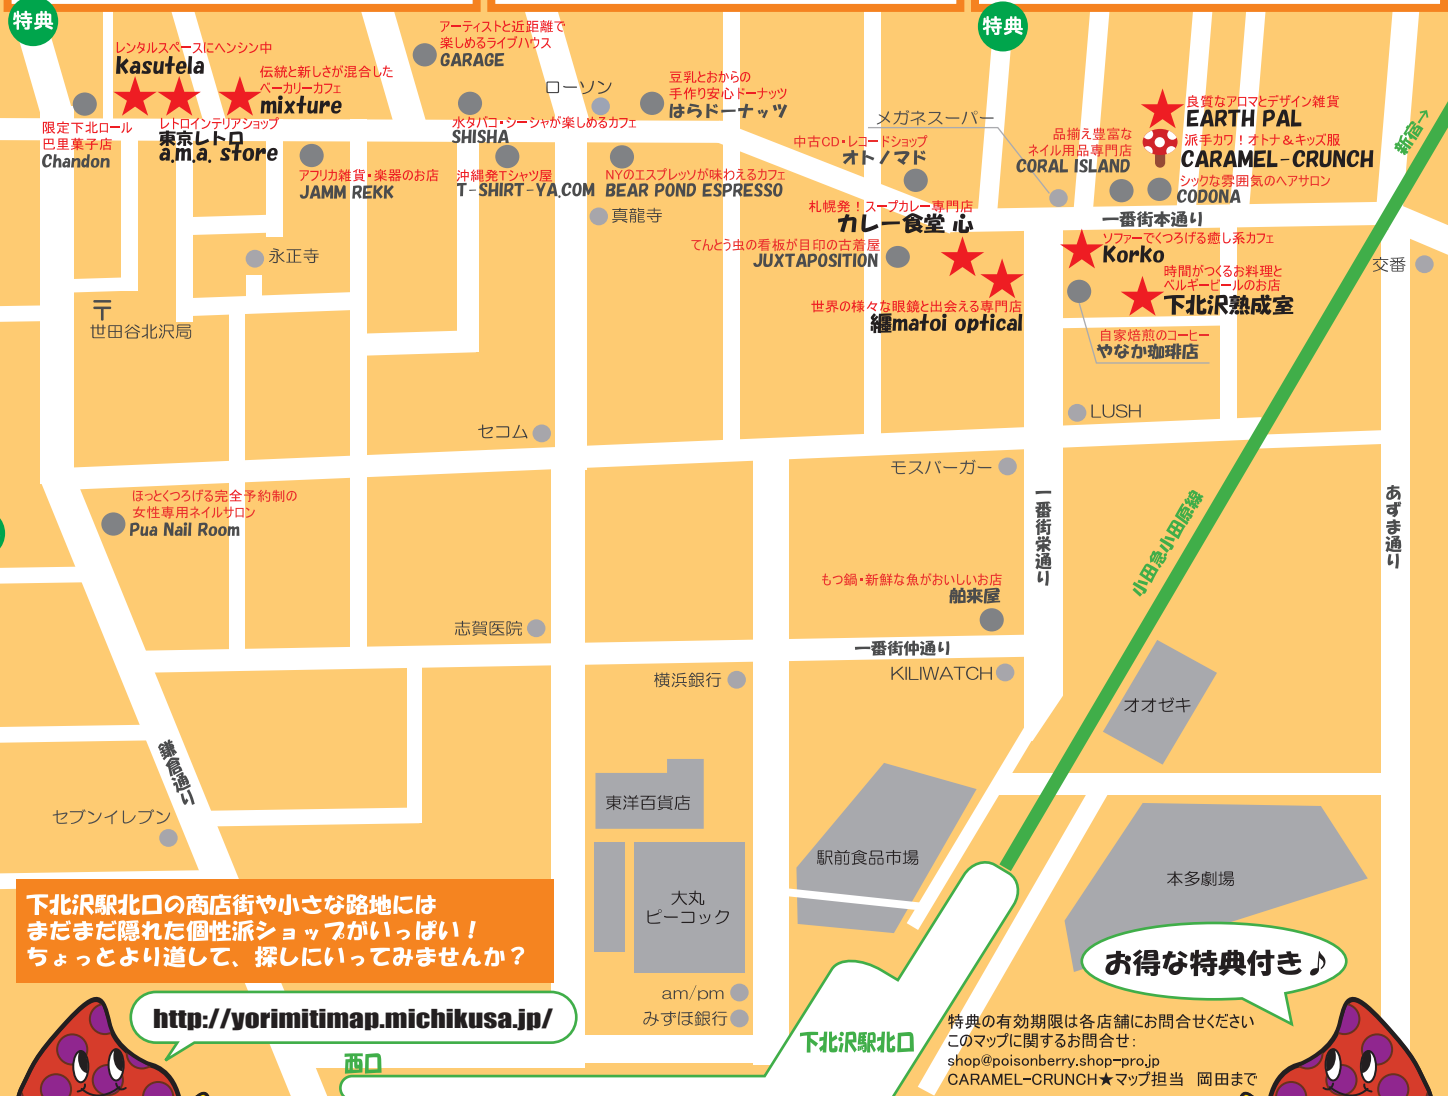 特典
特典
レンタルスペースにヘンシン中
Kasutela
伝統と新しさが混合した
ベーカリーカフェ
mixture
限定下北ロール
巴里菓子店
Chandon
レトロインテリアショップ
東京レトロ
a.m.a. store
アーティストと近距離で
楽しめるライブハウス
GARAGE
ローソン
豆乳とおからの
手作り安心ドーナッツ
はらドーナッツ
水タバコ・シーシャが楽しめるカフェ
SHISHA
アフリカ雑貨・楽器のお店
JAMM REKK
沖縄発Tシャツ屋
T-SHIRT-YA.COM
NYのエスプレッソが味わえるカフェ
BEAR POND ESPRESSO
真龍寺
永正寺
〒
世田谷北沢局
メガネスーパー
中古CD・レコードショップ
オトノマド
品揃え豊富な
ネイル用品専門店
CORAL ISLAND
良質なアロマとデザイン雑貨
EARTH PAL
派手カワ！オトナ＆キッズ服
CARAMEL-CRUNCH
シックな雰囲気のヘアサロン
CODONA
新宿→
札幌発！スープカレー専門店
カレー食堂 心
一番街本通り
てんとう虫の看板が目印の古着屋
JUXTAPOSITION
ソファーでくつろげる癒し系カフェ
Korko
交番
時間がつくるお料理と
ベルギービールのお店
下北沢熟成室
世界の様々な眼鏡と出会える専門店
纏matoi optical
自家焙煎のコーヒー
やなか珈琲店
LUSH
セコム
モスバーガー
ほっとくつろげる完全予約制の
女性専用ネイルサロン
Pua Nail Room
一番街栄通り
小田急小田原線
あずま通り
もつ鍋・新鮮な魚がおいしいお店
舶来屋
志賀医院
一番街仲通り
横浜銀行
KILIWATCH
オオゼキ
鎌倉通り
セブンイレブン
東洋百貨店
駅前食品市場
本多劇場
大丸
ピーコック
下北沢駅北口の商店街や小さな路地には
まだまだ隠れた個性派ショップがいっぱい！
ちょっとより道して、探しにいってみませんか？
お得な特典付き♪
am/pm
みずほ銀行
http://yorimitimap.michikusa.jp/
西口
下北沢駅北口
特典の有効期限は各店舗にお問合せください
このマップに関するお問合せ：
shop@poisonberry.shop-pro.jp
CARAMEL-CRUNCH★マップ担当 岡田まで